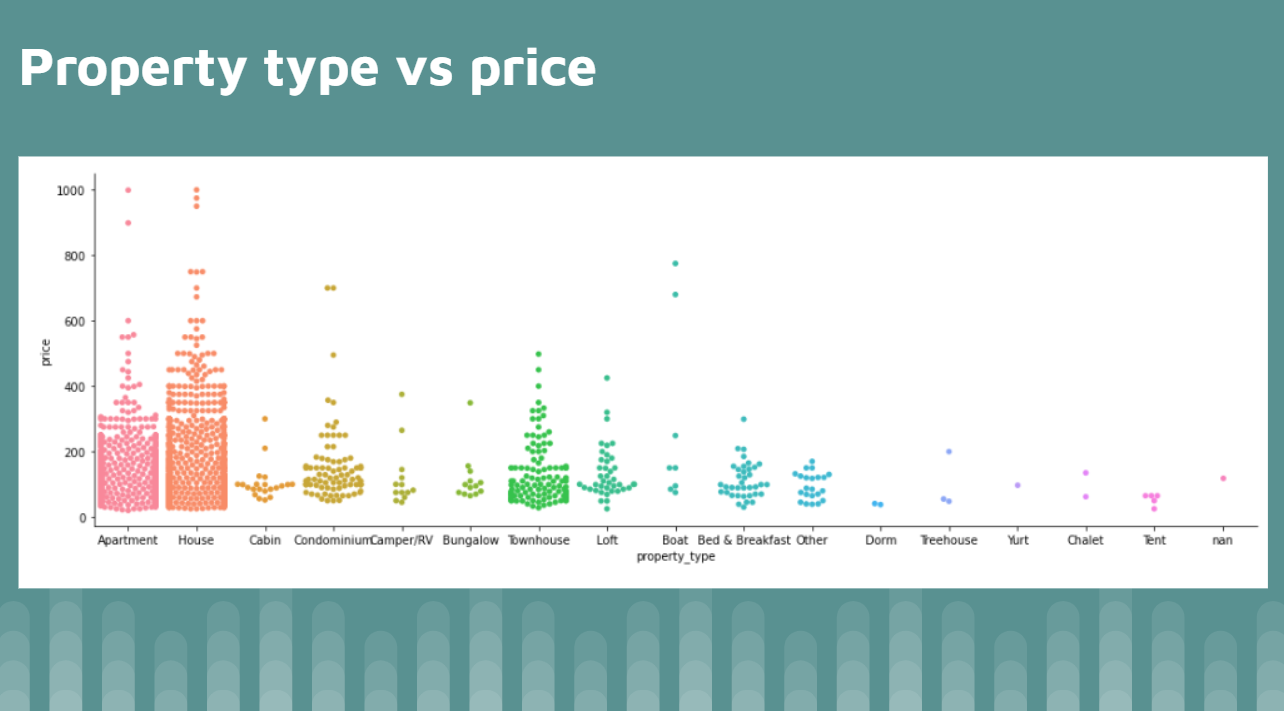 Property type vs price
1000
800
600
400
200
0
price
Apartment House Cabin Condominium Camper/RV Bungalow Townhouse Loft Boat Bed & Breakfast Other Dorm Treehouse Yurt Chalet Tent nan
property_type